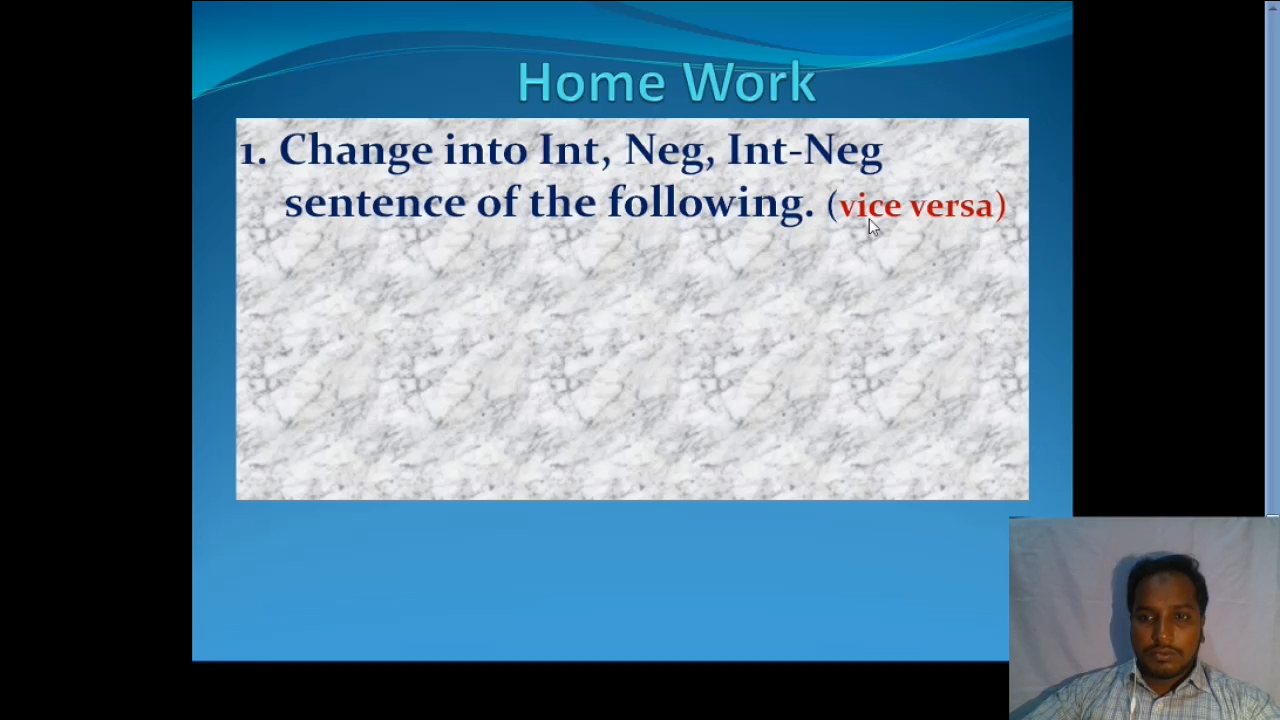 Home Work
1. Change into Int, Neg, Int-Neg
sentence of the following. (vice versa)